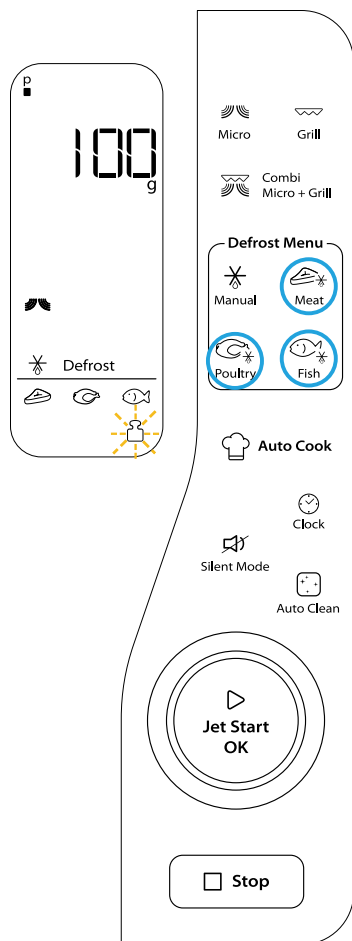 p
100
g
Defrost
Micro
Grill
Combi
Micro + Grill
Defrost Menu
Manual
Meat
Poultry
Fish
Auto Cook
Clock
Silent Mode
Auto Clean
Jet Start
OK
Stop